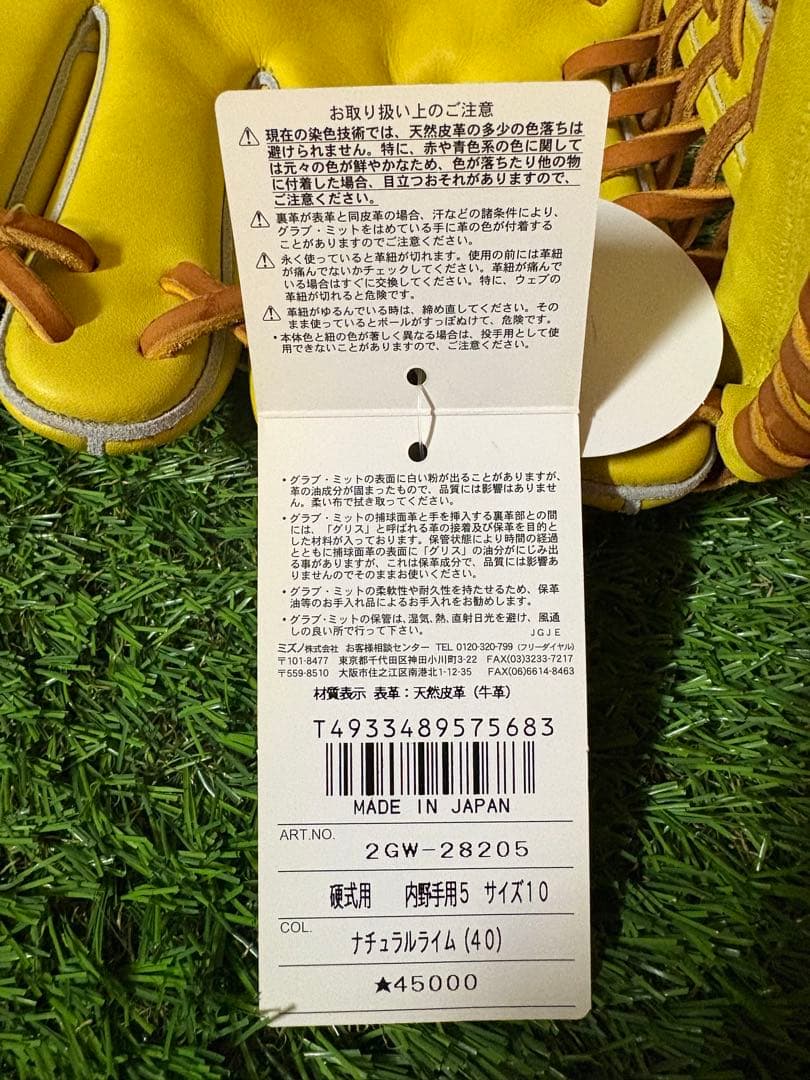 お取り扱い上のご注意
現在の染色技術では、天然皮革の多少の色落ちは
避けられません。特に、赤や青色系の色に関して
は元々の色が鮮やかなため、色が落ちたり他の物
に付着した場合、目立つおそれがありますので、
ご注意ください。
裏革が表革と同皮革の場合、汗などの諸条件により、
グラブ・ミットをはめている手に革の色が付着する
ことがありますのでご注意ください。
永く使っていると革紐が切れます。使用の前には革紐
が痛んでないかチェックしてください。革紐が痛んで
いる場合はすぐに交換してください。特に、ウェブの
革紐が切れると危険です。
革紐がゆるんでいる時は、締め直してください。その
まま使っているとボールがすっぽぬけて、危険です。
・本体色と紐の色が著しく異なる場合は、投手用として使
用できないことがありますので、ご注意ください。
・グラブ・ミットの表面に白い粉が出ることがありますが、
革の油成分が固まったもので、品質には影響はありませ
ん。柔い布で拭き取ってください。
・グラブ・ミットの捕球面革と手を挿入する裏革部との間
には、「グリス」と呼ばれる革の接着及び保革を目的と
した材料が入っております。保管状態により時間の経過
とともに捕球面革の表面に「グリス」の油分がにじみ出
る事がありますが、これは保革成分で、品質には影響あ
りませんのでそのままお使いください。
・グラブ・ミットの柔軟性や耐久性を持たせるため、保革
油等のお手入れ品によるお手入れをお勧めします。
・グラブ・ミットの保管は、湿気、熱、直射日光を避け、風通
しの良い所で行って下さい。 JGJE
ミズノ株式会社 お客様相談センター TEL 0120-320-799 (フリーダイヤル)
〒101-8477 東京都千代田区神田小川町3-22 FAX(03)3233-7217
〒559-8510 大阪市住之江区南港北1-12-35 FAX(06)6614-8463
材質表示 表革：天然皮革（牛革）
T4933489575683
MADE IN JAPAN
ART.NO.
2GW-28205
硬式用 内野手用5 サイズ10
COL.
ナチュラルライム(40)
★45000